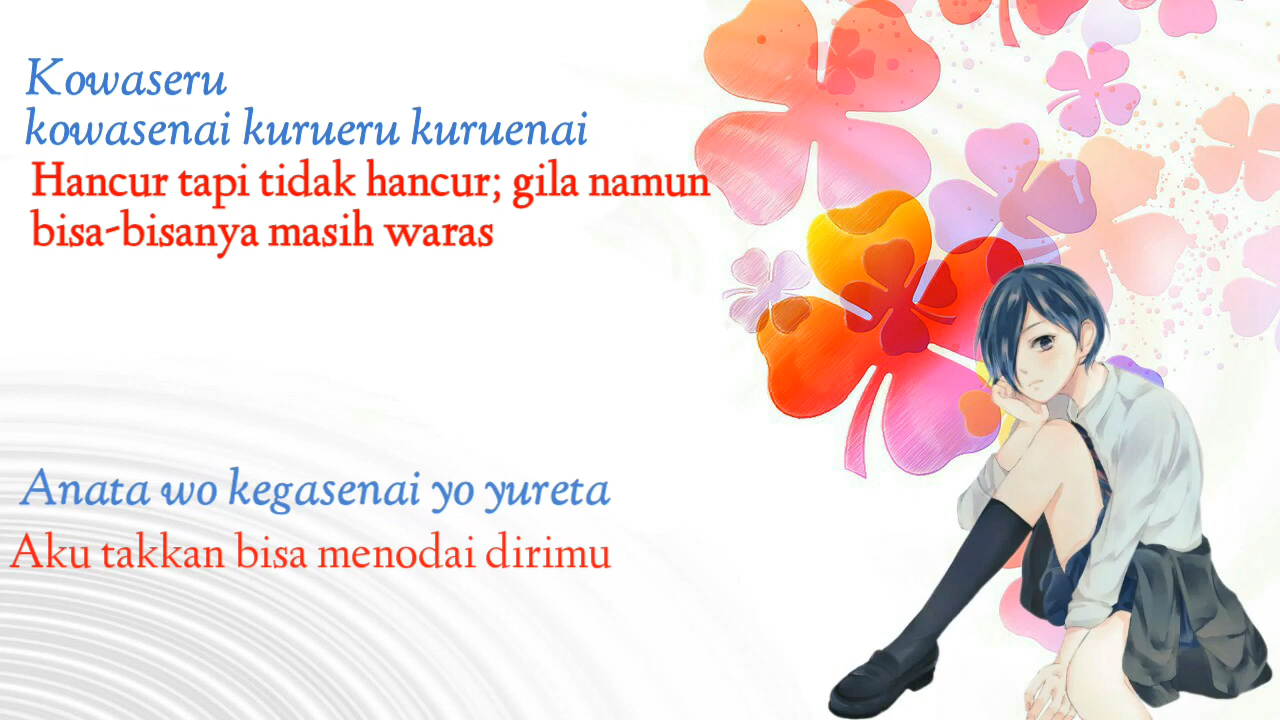 Kowaseru
kowasenai kurueru kuruenai
Hancur tapi tidak hancur; gila namun
bisa-bisanya masih waras
Anata wo kegasenai yo yureta
Aku takkan bisa menodai dirimu